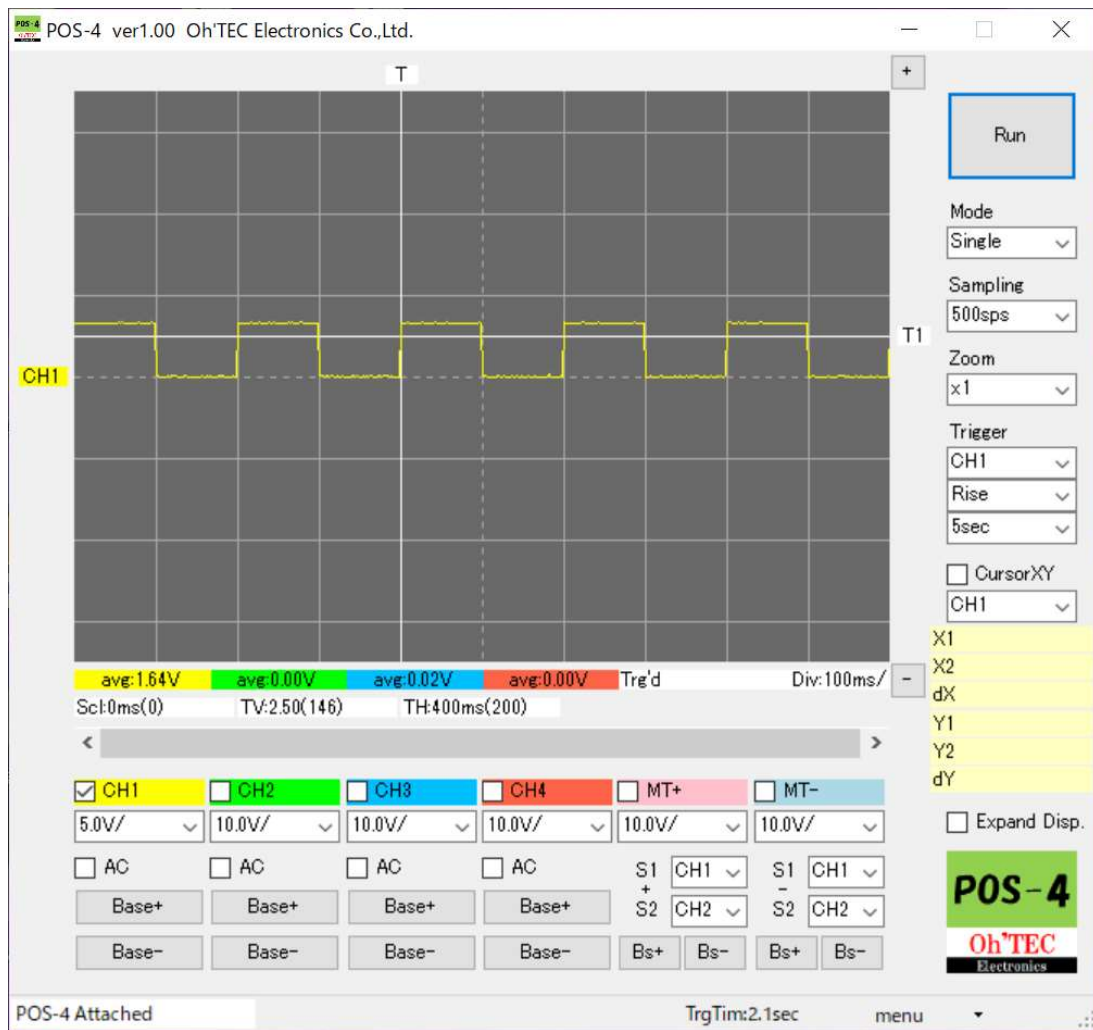 POS-4 ver1.00 Oh'TEC Electronics Co.,Ltd.
T
+
Run
Mode
Single
Sampling
500sps
T1
Zoom
x1
CH1
Trigger
CH1
Rise
5sec
CursorXY
CH1
X1
X2
dX
Y1
Y2
dY
avg:1.64V avg:0.00V avg:0.02V avg:0.00V Trg'd Div:100ms/ -
Scl:0ms(0) TV:2.50(146) TH:400ms(200)
< >
CH1 CH2 CH3 CH4 MT+ MT-
5.0V/ 10.0V/ 10.0V/ 10.0V/ 10.0V/ 10.0V/
Expand Disp.
AC AC AC AC S1 CH1 S1 CH1
+ -
S2 CH2 S2 CH2
Base+ Base+ Base+ Base+
Base- Base- Base- Base- Bs+ Bs- Bs+ Bs-
POS-4
Oh'TEC
Electronics
POS-4 Attached TrgTim:2.1sec menu